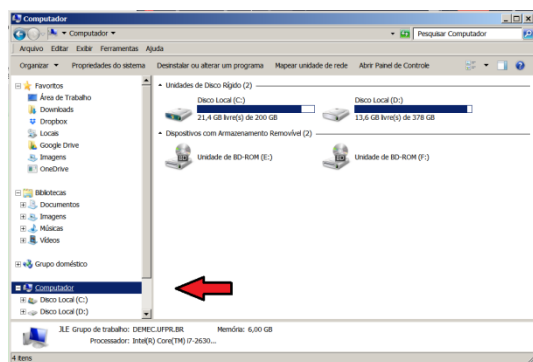 Computador
Computador
Pesquisar Computador
Arquivo Editar Exibir Ferramentas Ajuda
Organizar Propriedades do sistema Desinstalar ou alterar um programa Mapear unidade de rede Abrir Painel de Controle
Favoritos
Área de Trabalho
Downloads
Dropbox
Locais
Google Drive
Imagens
OneDrive
Bibliotecas
Documentos
Imagens
Músicas
Vídeos
Grupo doméstico
Computador
Disco Local (C:)
Disco Local (D:)
Unidades de Disco Rígido (2)
Disco Local (C:)
21,4 GB livre(s) de 200 GB
Disco Local (D:)
13,6 GB livre(s) de 378 GB
Dispositivos com Armazenamento Removível (2)
Unidade de BD-ROM (E:)
Unidade de BD-ROM (F:)
JLE Grupo de trabalho: DEMEC.UFPR.BR Memória: 6,00 GB
Processador: Intel(R) Core(TM) i7-2630...
4 itens